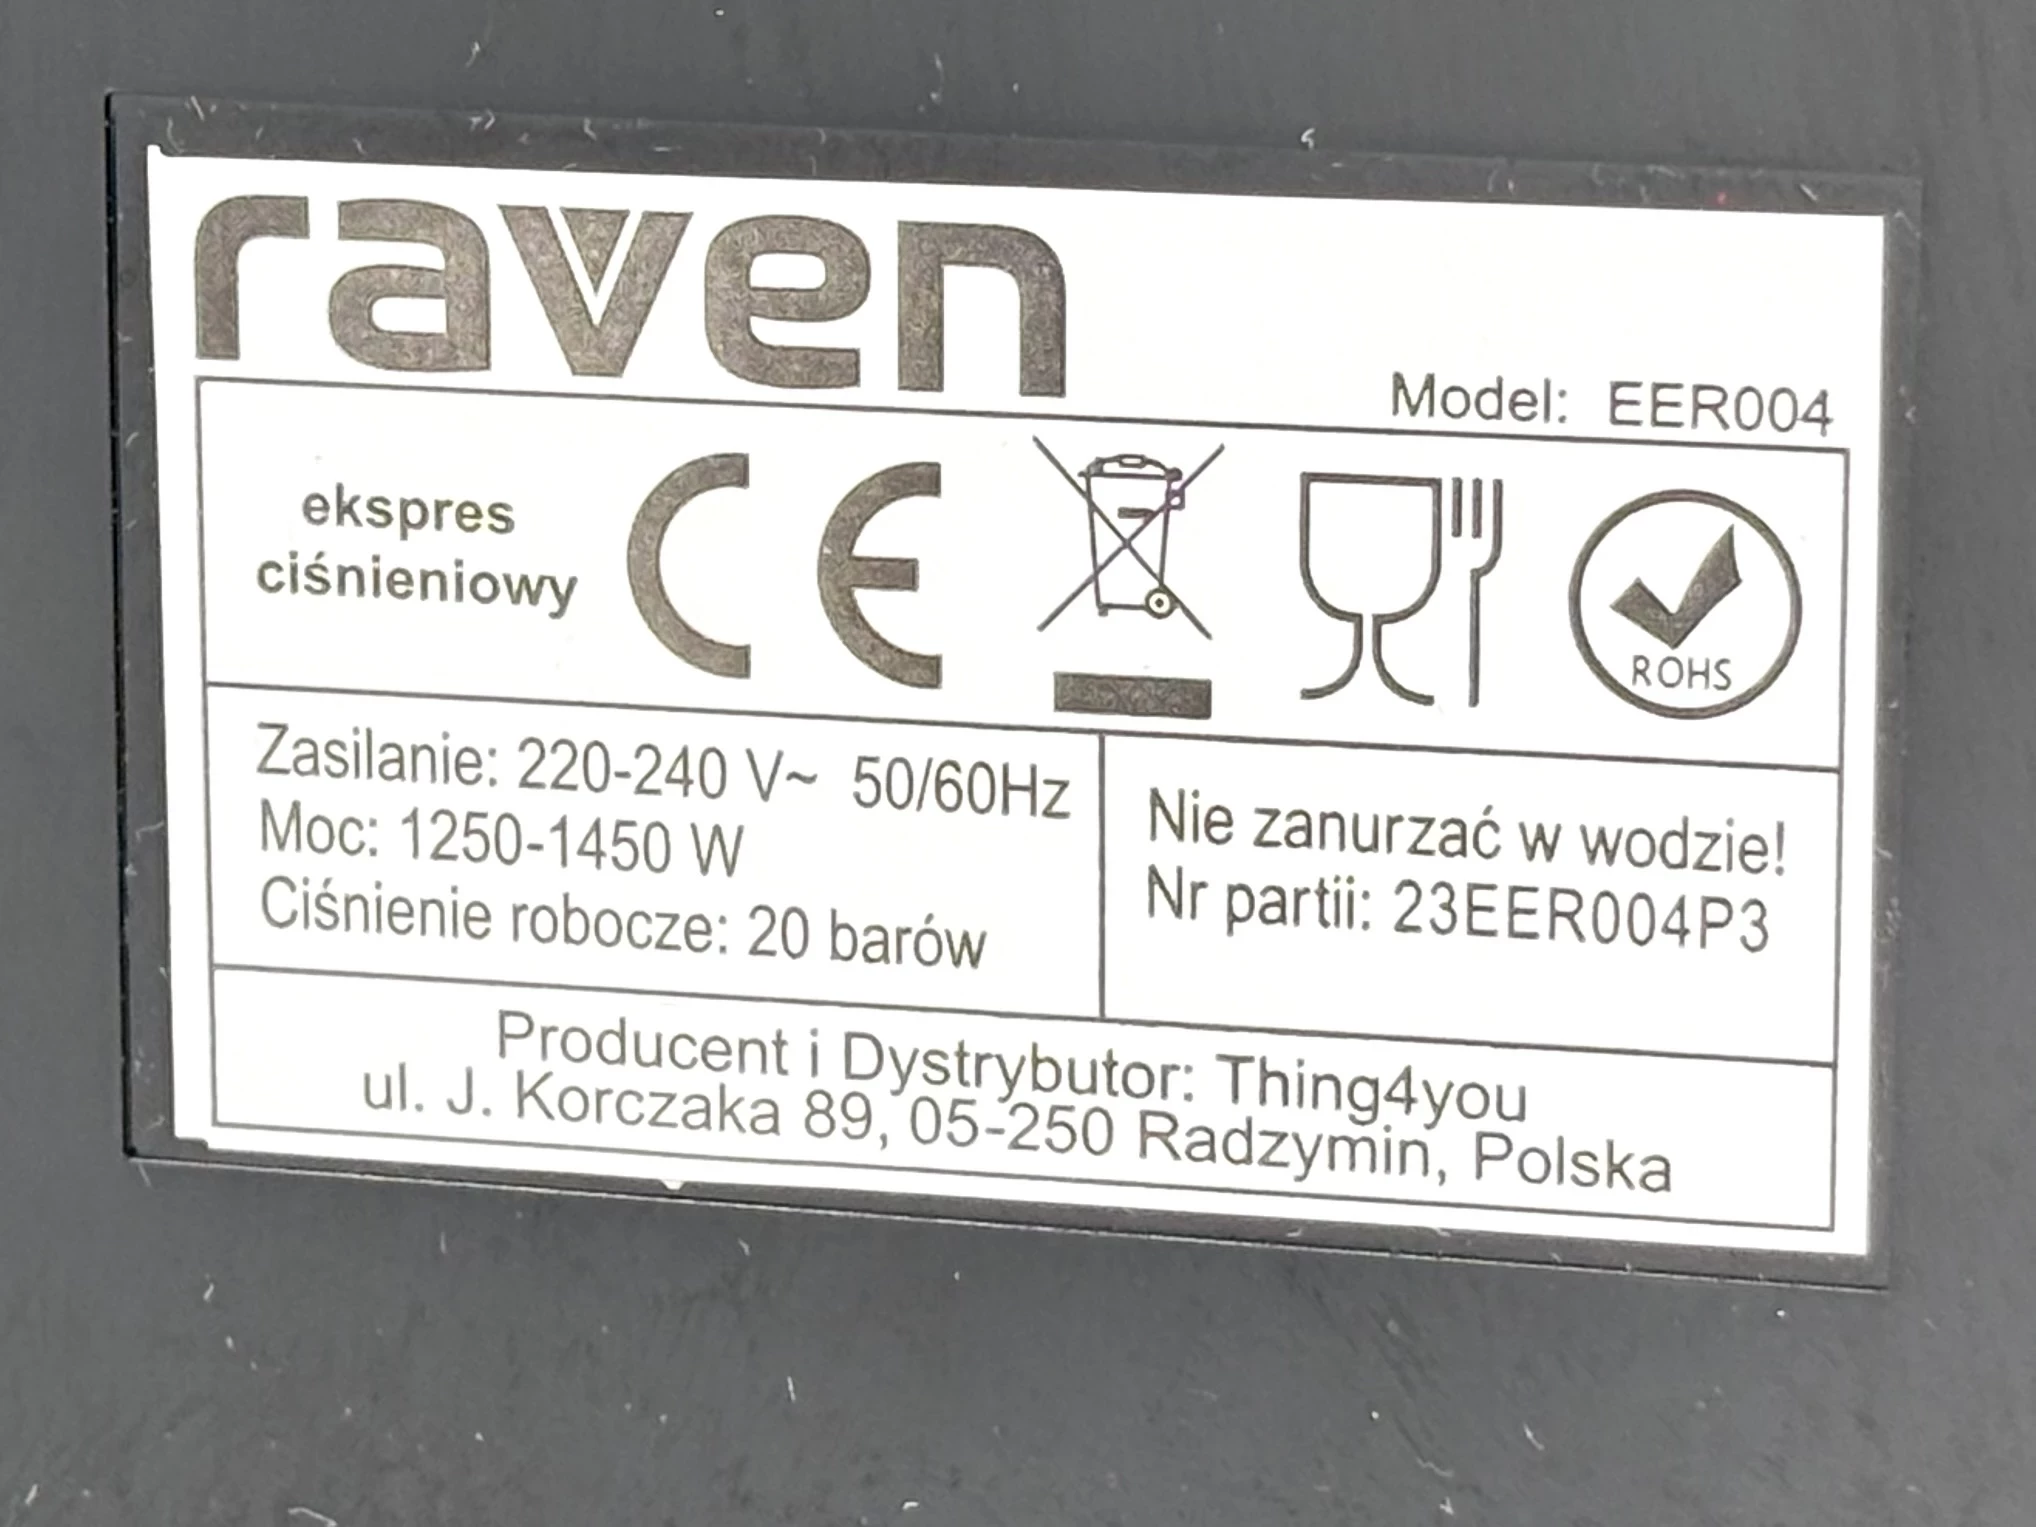 raven
Model: EER004
ekspres
ciśnieniowy
CE
ROHS
Zasilanie: 220-240 V~ 50/60Hz
Moc: 1250-1450 W
Ciśnienie robocze: 20 barów
Nie zanurzać w wodzie!
Nr partii: 23EER004P3
Producent i Dystrybutor: Thing4you
ul. J. Korczaka 89, 05-250 Radzymin, Polska